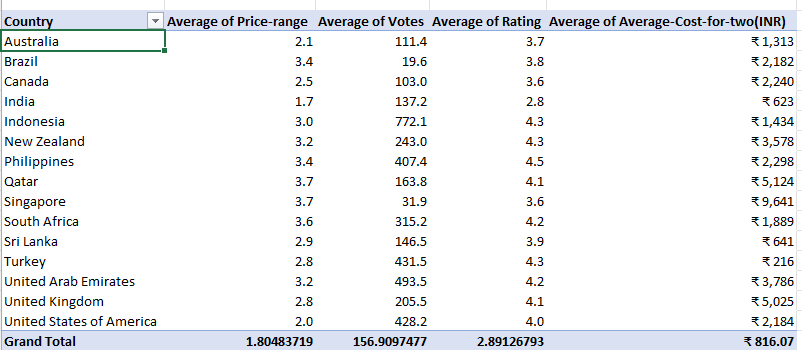 Country Average of Price-range Average of Votes Average of Rating Average of Average-Cost-for-two(INR)
Australia 2.1 111.4 3.7 ₹ 1,313
Brazil 3.4 19.6 3.8 ₹ 2,182
Canada 2.5 103.0 3.6 ₹ 2,240
India 1.7 137.2 2.8 ₹ 623
Indonesia 3.0 772.1 4.3 ₹ 1,434
New Zealand 3.2 243.0 4.3 ₹ 3,578
Philippines 3.4 407.4 4.5 ₹ 2,298
Qatar 3.7 163.8 4.1 ₹ 5,124
Singapore 3.7 31.9 3.6 ₹ 9,641
South Africa 3.6 315.2 4.2 ₹ 1,889
Sri Lanka 2.9 146.5 3.9 ₹ 641
Turkey 2.8 431.5 4.3 ₹ 216
United Arab Emirates 3.2 493.5 4.2 ₹ 3,786
United Kingdom 2.8 205.5 4.1 ₹ 5,025
United States of America 2.0 428.2 4.0 ₹ 2,184
Grand Total 1.80483719 156.9097477 2.89126793 ₹ 816.07